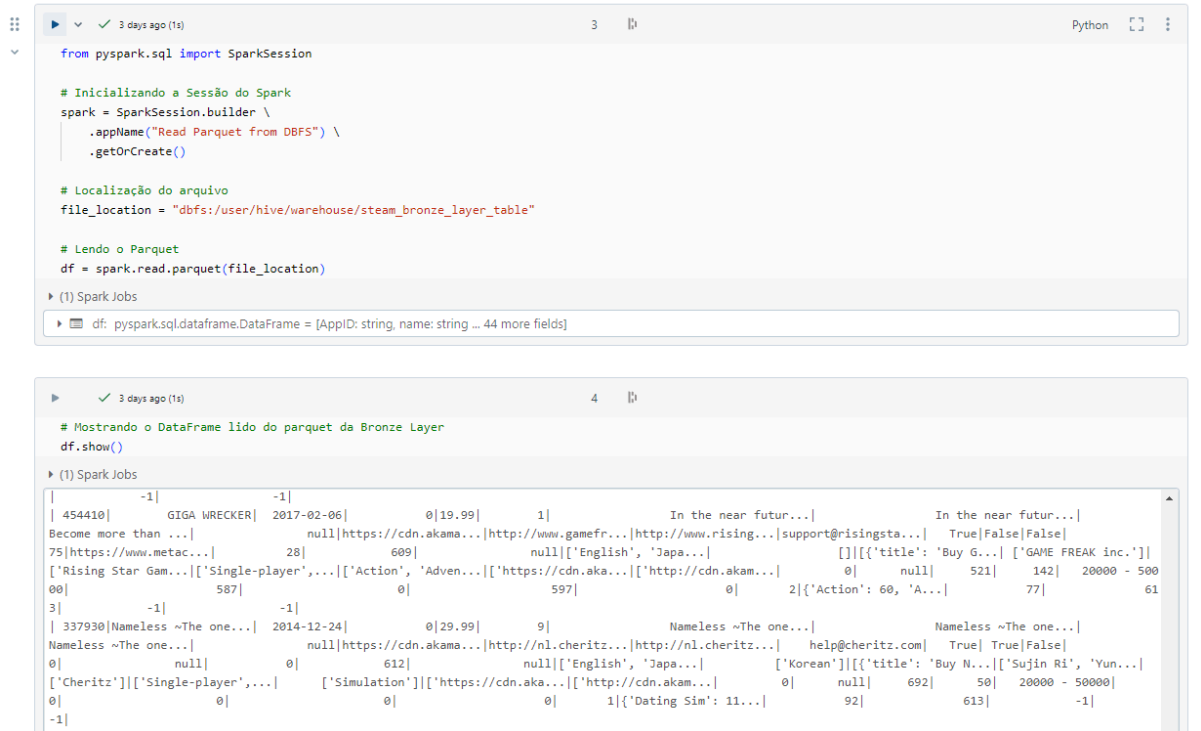 3 days ago (1s)
3
Python
from pyspark.sql import SparkSession
# Inicializando a Sessão do Spark
spark = SparkSession.builder \
.appName("Read Parquet from DBFS") \
.getOrCreate()
# Localização do arquivo
file_location = "dbfs:/user/hive/warehouse/steam_bronze_layer_table"
# Lendo o Parquet
df = spark.read.parquet(file_location)
(1) Spark Jobs
df: pyspark.sql.dataframe.DataFrame = [AppID: string, name: string ... 44 more fields]
3 days ago (1s)
4
# Mostrando o DataFrame lido do parquet da Bronze Layer
df.show()
(1) Spark Jobs
| -1| -1|
| 454410| GIGA WRECKER| 2017-02-06| 0|19.99| 1| In the near futur...| In the near futur...|
Become more than ...| null|https://cdn.akama...|http://www.gamefr...|http://www.rising...|support@risingsta...| True|False|False|
75|https://www.metac...| 28| 609| null|['English', 'Japa...| []|[{'title': 'Buy G...| ['GAME FREAK inc.']|
['Rising Star Gam...|['Single-player',...|['Action', 'Adven...|['https://cdn.aka...|['http://cdn.akam...| 0| null| 521| 142| 20000 - 500
00| 587| 0| 597| 0| 2|{'Action': 60, 'A...| 77| 61
3| -1| -1|
| 337930|Nameless ~The one...| 2014-12-24| 0|29.99| 9| Nameless ~The one...| Nameless ~The one...|
Nameless ~The one...| null|https://cdn.akama...|http://nl.cheritz...|http://nl.cheritz...| help@cheritz.com| True| True|False|
0| null| 0| 612| null|['English', 'Japa...| ['Korean']|[{'title': 'Buy N...|['Sujin Ri', 'Yun...|
['Cheritz']|['Single-player',...| ['Simulation']|['https://cdn.aka...|['http://cdn.akam...| 0| null| 692| 50| 20000 - 50000|
0| 0| 0| 0| 1|{'Dating Sim': 11...| 92| 613| -1|
-1|